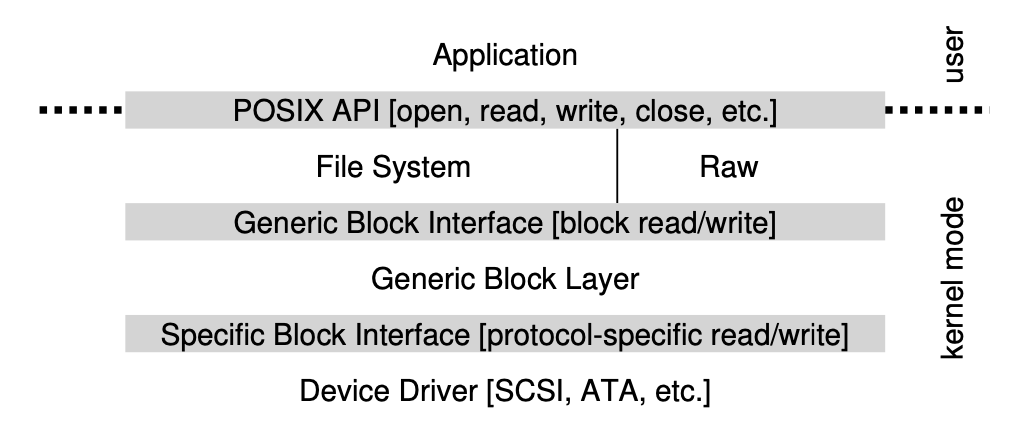 Application
user
POSIX API [open, read, write, close, etc.]
File System
Raw
Generic Block Interface [block read/write]
Generic Block Layer
kernel mode
Specific Block Interface [protocol-specific read/write]
Device Driver [SCSI, ATA, etc.]